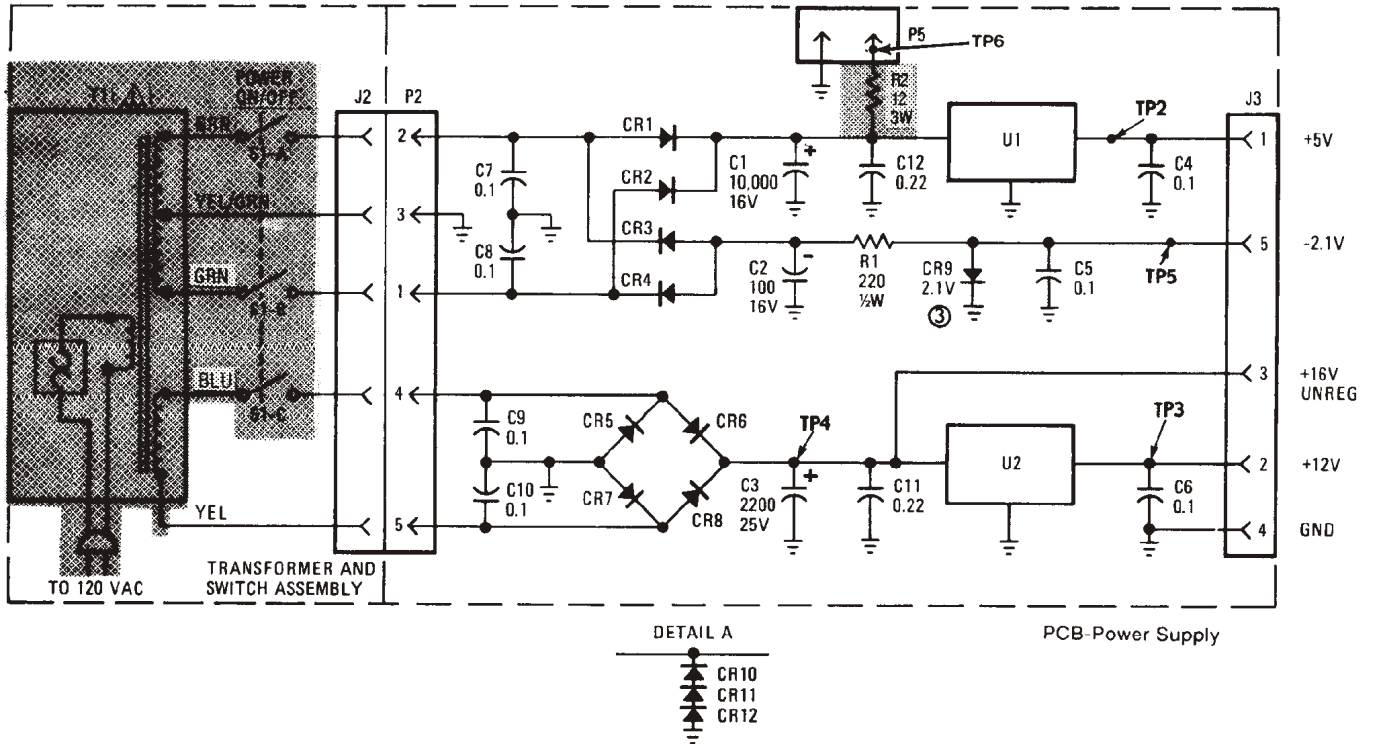 P5
TP6
POWER
ON/OFF
T1
R2
12
3W
J2 P2
J3
GRN
S1-A
2
CR1
U1
TP2
1
+5V
C7
0.1
CR2
C1
10,000
16V
+
C12
0.22
C4
0.1
YEL/GRN
3
C8
0.1
CR3
5
-2.1V
GRN
S1-B
1
CR4
C2
100
16V
-
R1
220
½W
CR9
2.1V
③
C5
0.1
TP5
BLU
S1-C
4
C9
0.1
CR5
CR6
TP4
3
+16V
UNREG
TP3
U2
2
+12V
C10
0.1
CR7
CR8
C3
2200
25V
+
C11
0.22
C6
0.1
YEL
5
4
GND
TO 120 VAC
TRANSFORMER AND
SWITCH ASSEMBLY
DETAIL A
PCB-Power Supply
CR10
CR11
CR12